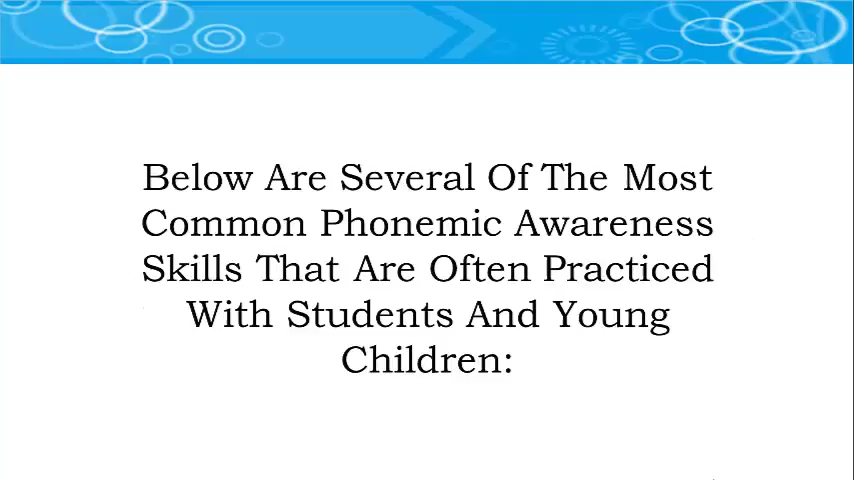 Below Are Several Of The Most
Common Phonemic Awareness
Skills That Are Often Practiced
With Students And Young
Children: